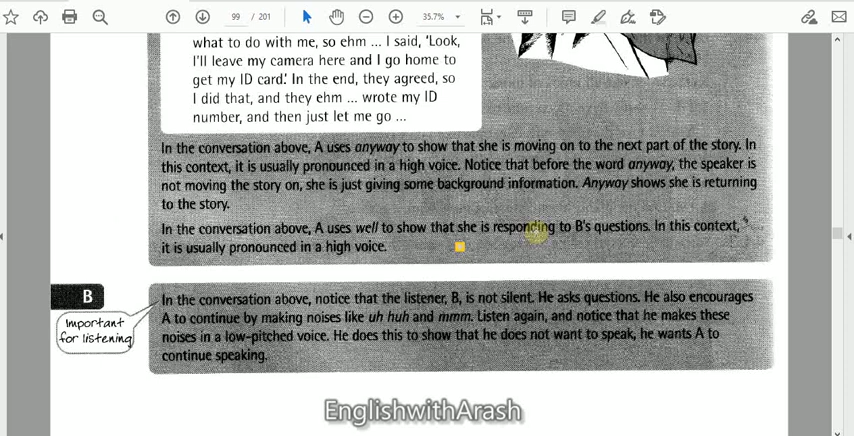 99 / 201
35.7%
what to do with me, so ehm ... I said, 'Look,
I'll leave my camera here and I go home to
get my ID card.' In the end, they agreed, so
I did that, and they ehm ... wrote my ID
number, and then just let me go ...
In the conversation above, A uses anyway to show that she is moving on to the next part of the story. In
this context, it is usually pronounced in a high voice. Notice that before the word anyway, the speaker is
not moving the story on, she is just giving some background information. Anyway shows she is returning
to the story.
In the conversation above, A uses well to show that she is responding to B's questions. In this context,
it is usually pronounced in a high voice.
B
In the conversation above, notice that the listener, B, is not silent. He asks questions. He also encourages
A to continue by making noises like uh huh and mmm. Listen again, and notice that he makes these
noises in a low-pitched voice. He does this to show that he does not want to speak, he wants A to
continue speaking.
Important
for listening
EnglishwithArash